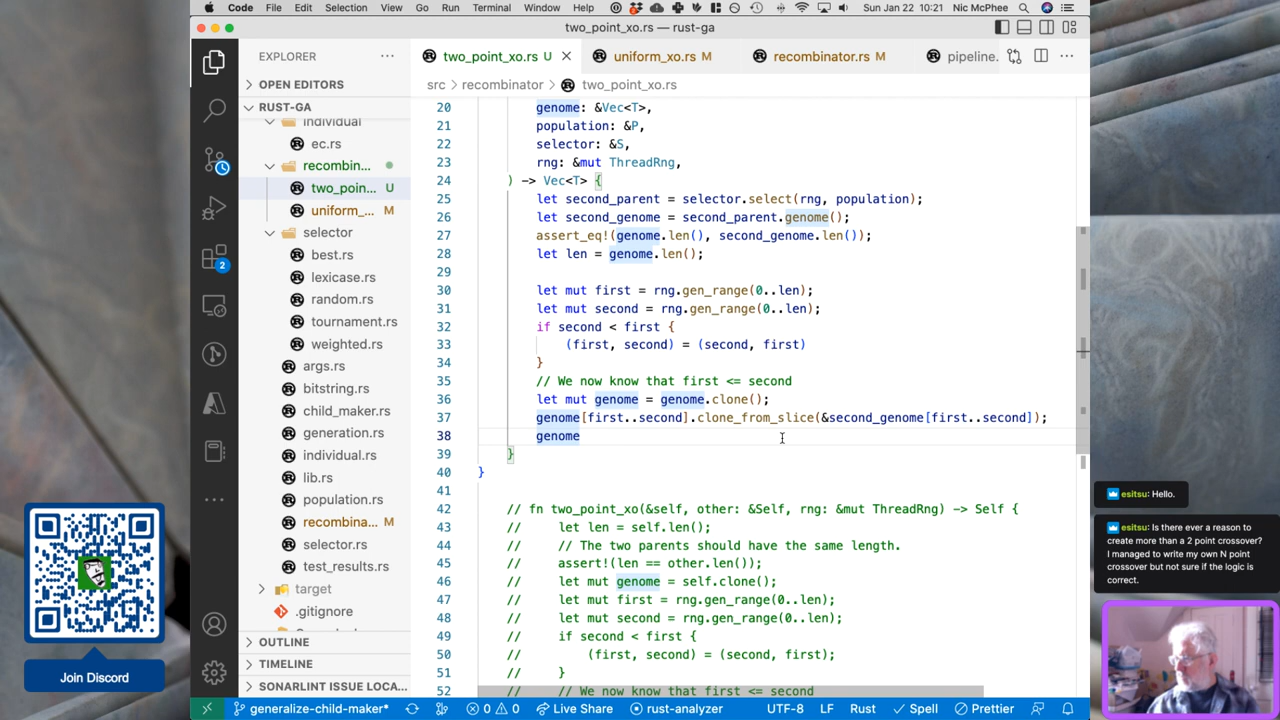 Code File Edit Selection View Go Run Terminal Window Help Sun Jan 22 10:21 Nic McPhee
two_point_xo.rs — rust-ga
EXPLORER
OPEN EDITORS
RUST-GA
individual
ec.rs
recombin...
two_poin... U
uniform_... M
selector
best.rs
lexicase.rs
random.rs
tournament.rs
weighted.rs
args.rs
bitstring.rs
child_maker.rs
generation.rs
individual.rs
lib.rs
population.rs
recombina... M
selector.rs
test_results.rs
target
.gitignore
OUTLINE
TIMELINE
SONARLINT ISSUE LOCA...
2
two_point_xo.rs U
uniform_xo.rs M
recombinator.rs M
pipeline.
src > recombinator > two_point_xo.rs
20 genome: &Vec<T>,
21 population: &P,
22 selector: &S,
23 rng: &mut ThreadRng,
24 ) -> Vec<T> {
25 let second_parent = selector.select(rng, population);
26 let second_genome = second_parent.genome();
27 assert_eq!(genome.len(), second_genome.len());
28 let len = genome.len();
29
30 let mut first = rng.gen_range(0..len);
31 let mut second = rng.gen_range(0..len);
32 if second < first {
33 (first, second) = (second, first)
34 }
35 // We now know that first <= second
36 let mut genome = genome.clone();
37 genome[first..second].clone_from_slice(&second_genome[first..second]);
38 genome
39 }
40 }
41
42 // fn two_point_xo(&self, other: &Self, rng: &mut ThreadRng) -> Self {
43 // let len = self.len();
44 // // The two parents should have the same length.
45 // assert!(len == other.len());
46 // let mut genome = self.clone();
47 // let mut first = rng.gen_range(0..len);
48 // let mut second = rng.gen_range(0..len);
49 // if second < first {
50 // (first, second) = (second, first);
51 // }
52 // // We now know that first <= second
generalize-child-maker* 0 0 Live Share rust-analyzer UTF-8 LF Rust Spell Prettier
Join Discord
esitsu: Hello.
esitsu: Is there ever a reason to
create more than a 2 point crossover?
I managed to write my own N point
crossover but not sure if the logic is
correct.